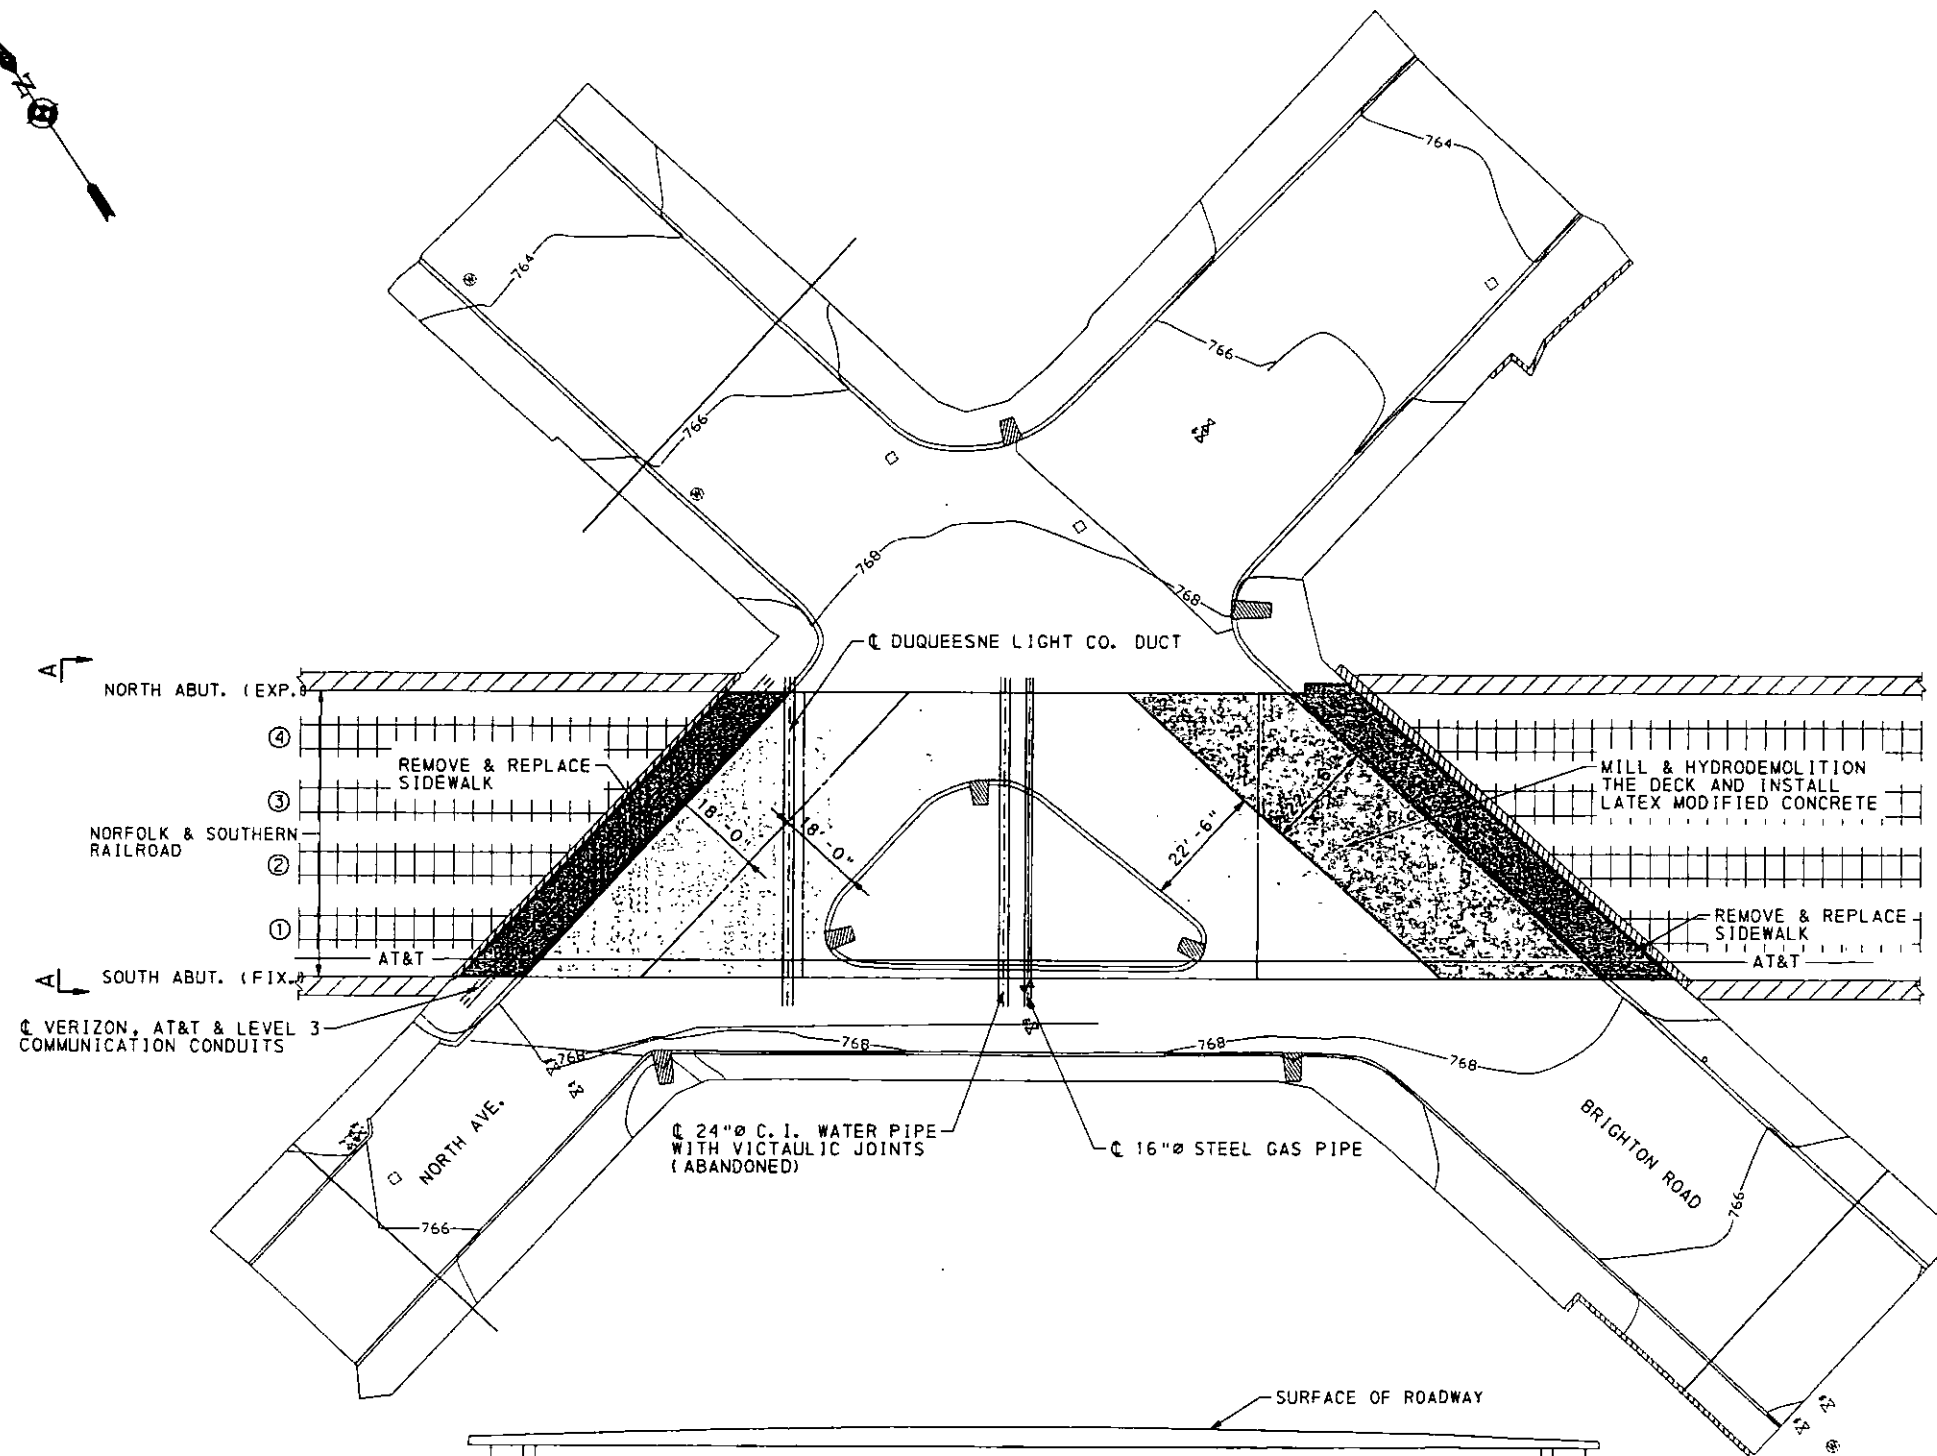 N
764
764
766
766
768
768
℄ DUQUEESNE LIGHT CO. DUCT
A
NORTH ABUT. (EXP.)
④
REMOVE & REPLACE
SIDEWALK
MILL & HYDRODEMOLITION
THE DECK AND INSTALL
LATEX MODIFIED CONCRETE
③
18'-0"
18'-0"
22'-6"
NORFOLK & SOUTHERN
RAILROAD
②
①
REMOVE & REPLACE
SIDEWALK
AT&T
AT&T
A
SOUTH ABUT. (FIX.)
℄ VERIZON, AT&T & LEVEL 3
COMMUNICATION CONDUITS
768
768
768
768
NORTH AVE.
BRIGHTON ROAD
℄ 24"Ø C.I. WATER PIPE
WITH VICTAULIC JOINTS
(ABANDONED)
℄ 16"Ø STEEL GAS PIPE
766
766
SURFACE OF ROADWAY